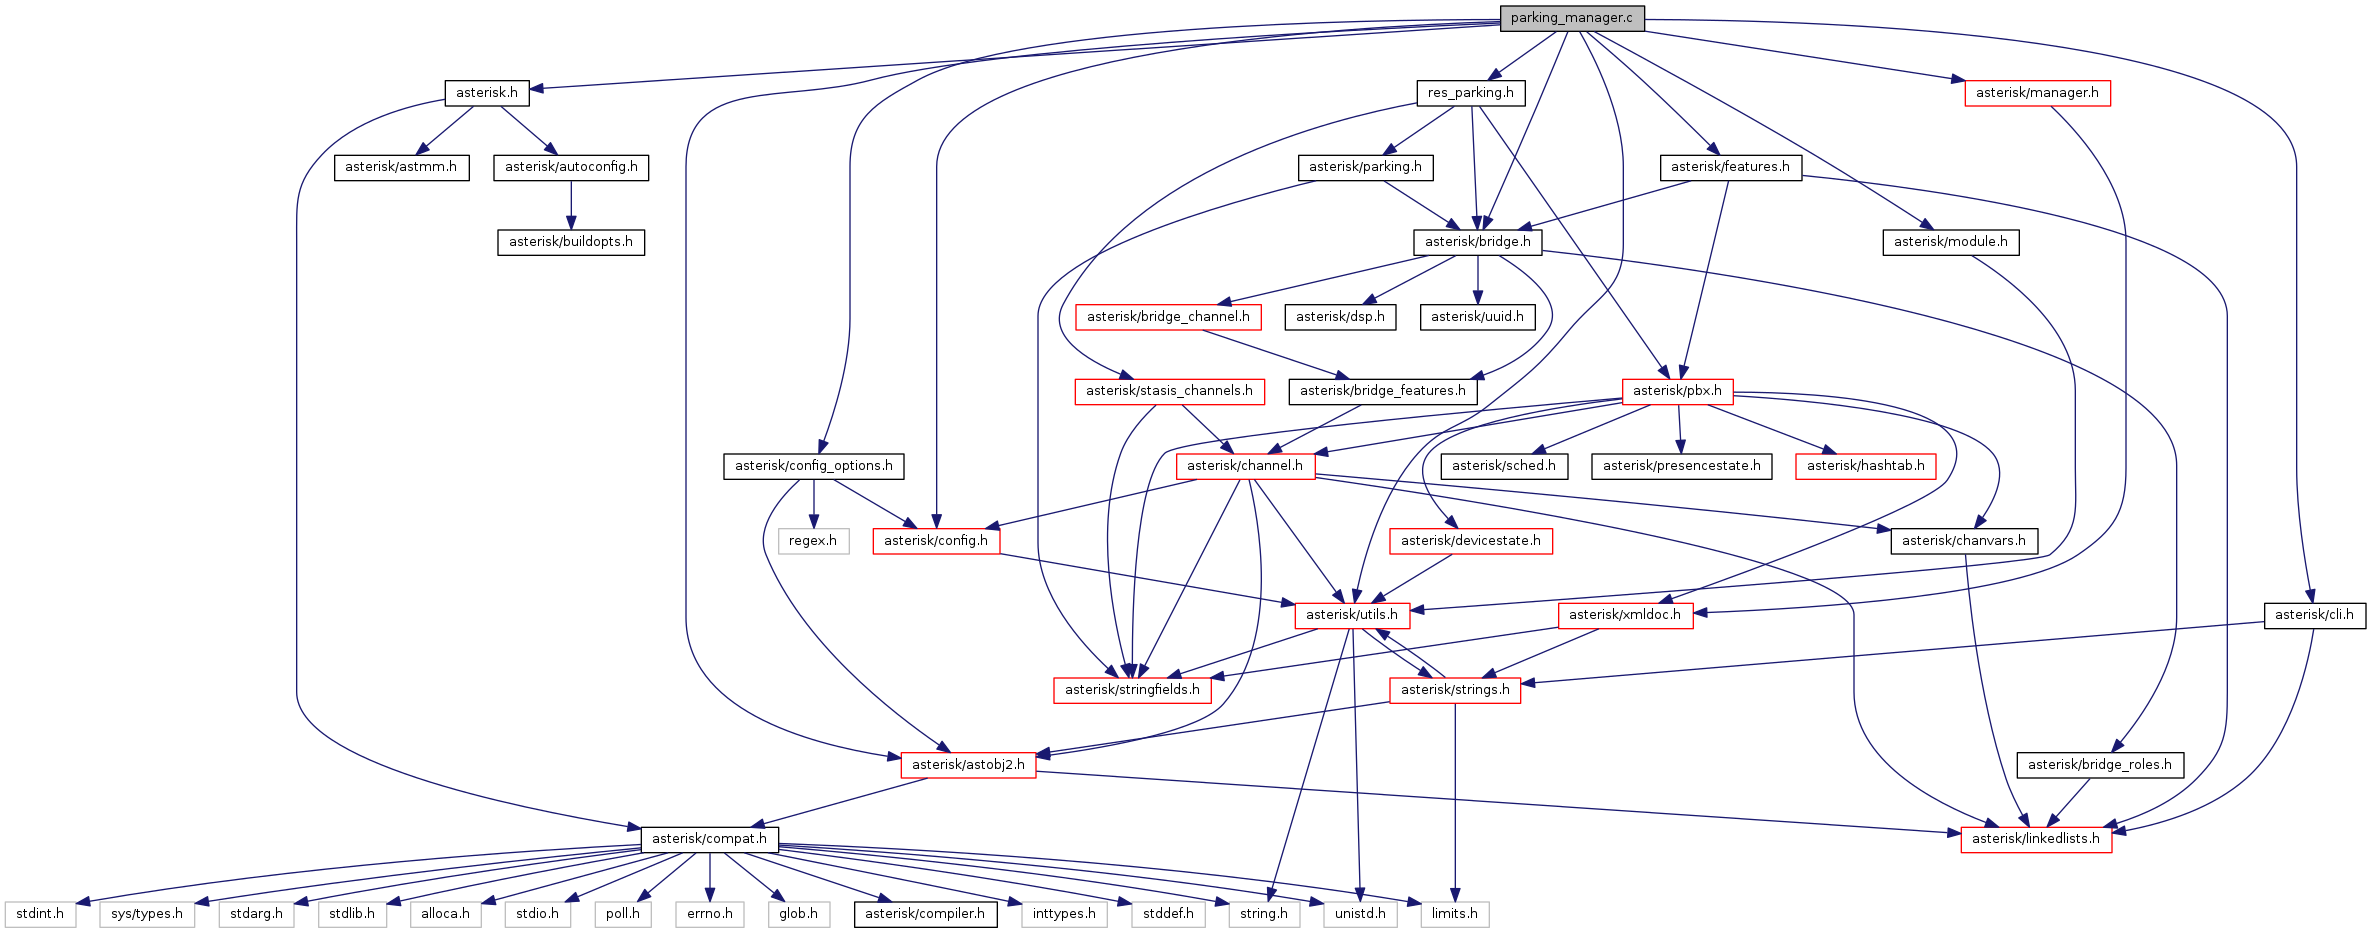 parking_manager.c
asterisk.h
res_parking.h
asterisk/manager.h
asterisk/astmm.h
asterisk/autoconfig.h
asterisk/parking.h
asterisk/features.h
asterisk/buildopts.h
asterisk/bridge.h
asterisk/module.h
asterisk/bridge_channel.h
asterisk/dsp.h
asterisk/uuid.h
asterisk/stasis_channels.h
asterisk/bridge_features.h
asterisk/pbx.h
asterisk/config_options.h
asterisk/channel.h
asterisk/sched.h
asterisk/presencestate.h
asterisk/hashtab.h
regex.h
asterisk/config.h
asterisk/devicestate.h
asterisk/chanvars.h
asterisk/utils.h
asterisk/xmldoc.h
asterisk/cli.h
asterisk/stringfields.h
asterisk/strings.h
asterisk/astobj2.h
asterisk/bridge_roles.h
asterisk/compat.h
asterisk/linkedlists.h
stdint.h
sys/types.h
stdarg.h
stdlib.h
alloca.h
stdio.h
poll.h
errno.h
glob.h
asterisk/compiler.h
inttypes.h
stddef.h
string.h
unistd.h
limits.h